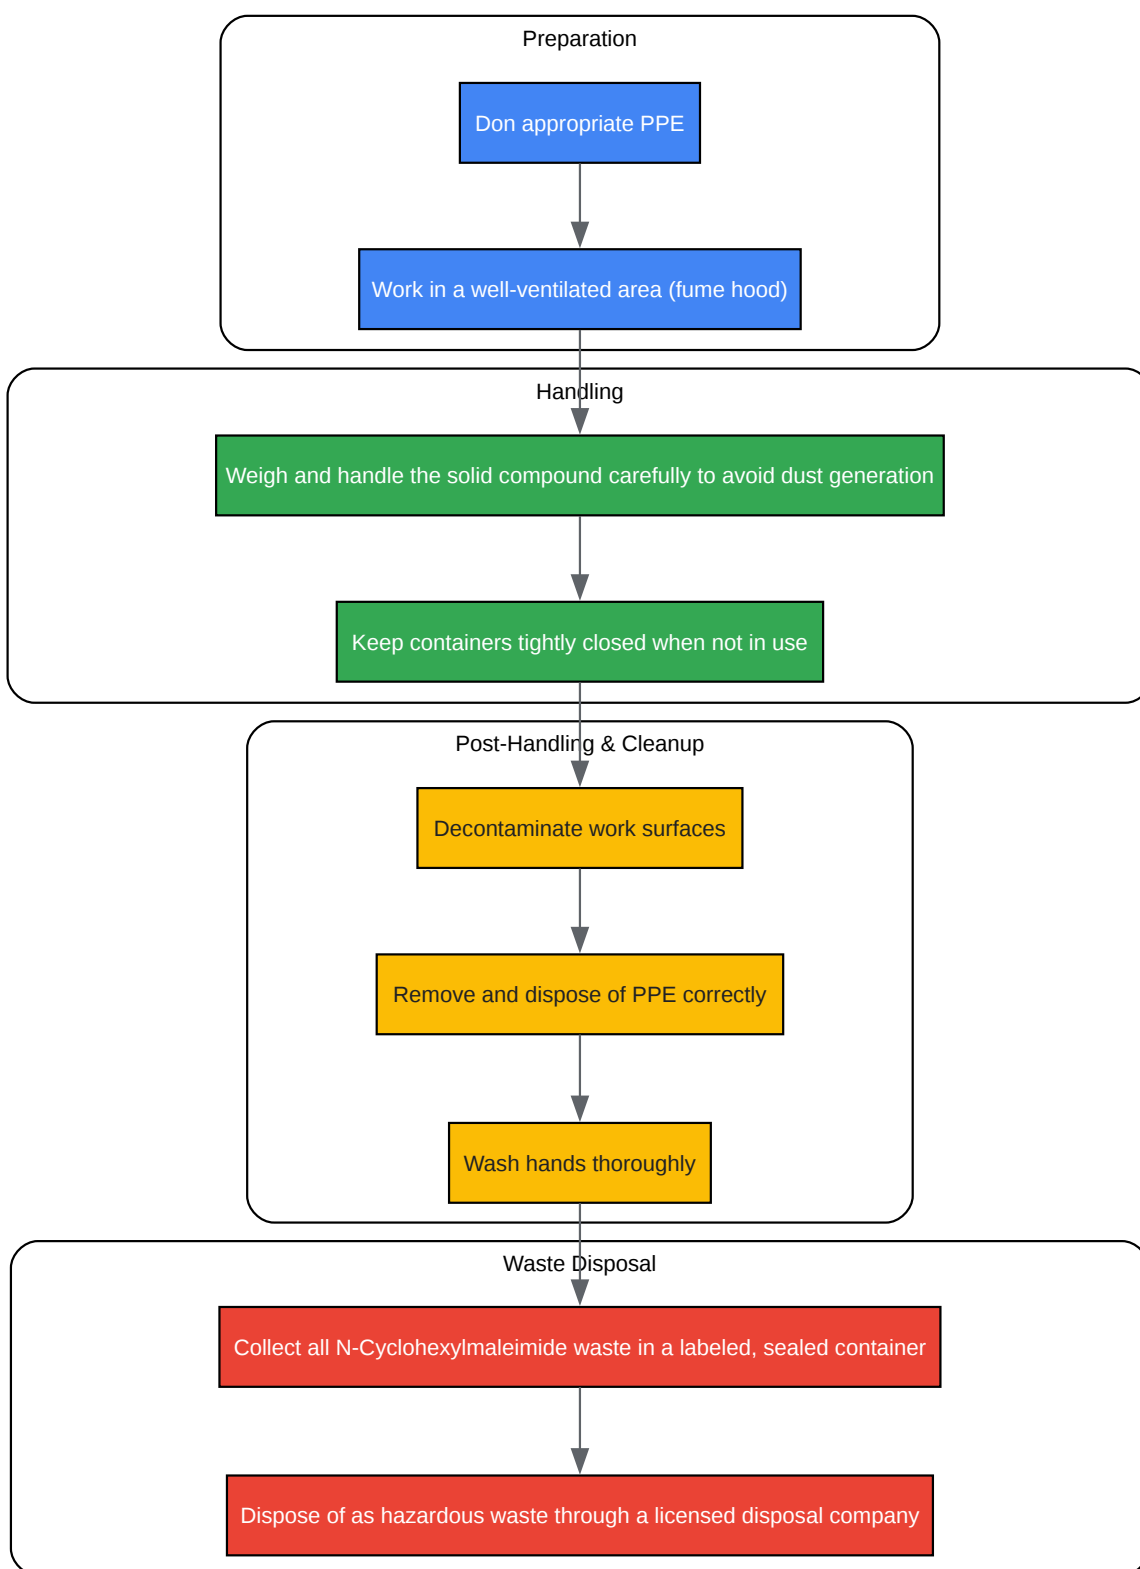 Preparation
Don appropriate PPE
Work in a well-ventilated area (fume hood)
Handling
Weigh and handle the solid compound carefully to avoid dust generation
Keep containers tightly closed when not in use
Post-Handling & Cleanup
Decontaminate work surfaces
Remove and dispose of PPE correctly
Wash hands thoroughly
Waste Disposal
Collect all N-Cyclohexylmaleimide waste in a labeled, sealed container
Dispose of as hazardous waste through a licensed disposal company